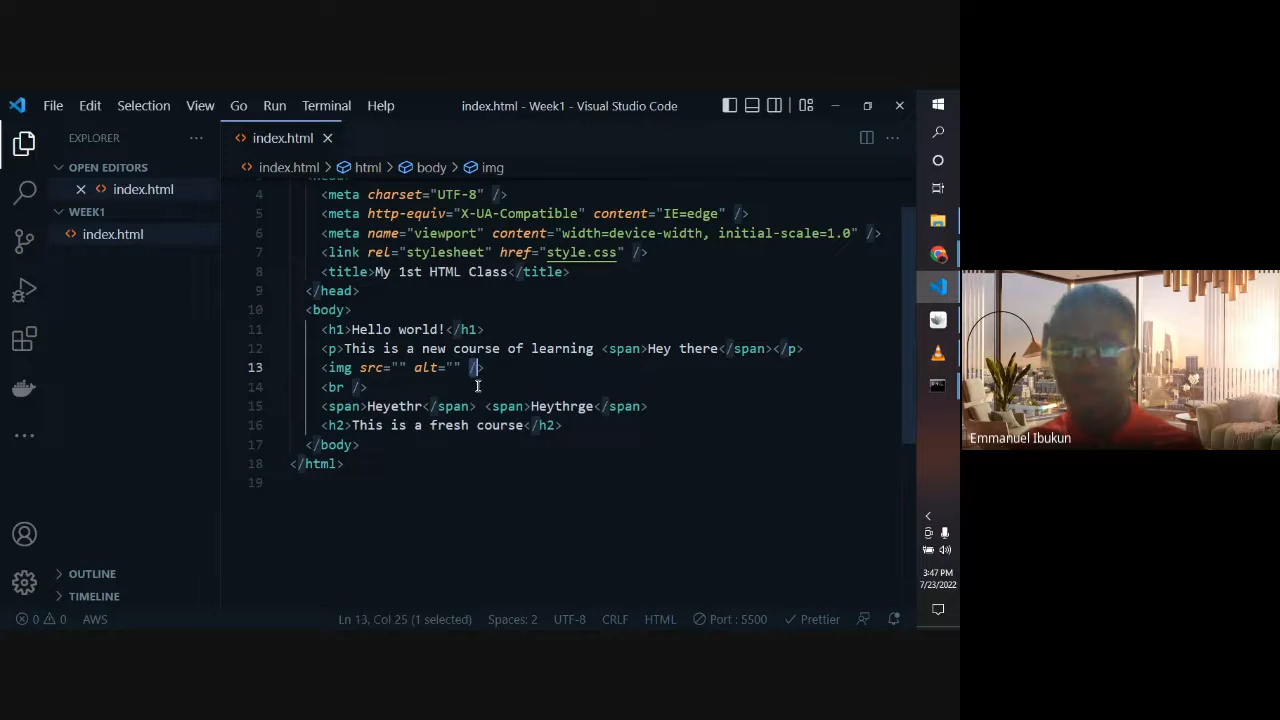 File Edit Selection View Go Run Terminal Help index.html - Week1 - Visual Studio Code
EXPLORER ··· index.html ···
OPEN EDITORS index.html > html > body > img
index.html
WEEK1
index.html
4 <meta charset="UTF-8" />
5 <meta http-equiv="X-UA-Compatible" content="IE=edge" />
6 <meta name="viewport" content="width=device-width, initial-scale=1.0" />
7 <link rel="stylesheet" href="style.css" />
8 <title>My 1st HTML Class</title>
9 </head>
10 <body>
11 <h1>Hello world!</h1>
12 <p>This is a new course of learning <span>Hey there</span></p>
13 <img src="" alt="" />
14 <br />
15 <span>Heyethr</span> <span>Heythrge</span>
16 <h2>This is a fresh course</h2>
17 </body>
18 </html>
19
OUTLINE
TIMELINE
0 0 AWS Ln 13, Col 25 (1 selected) Spaces: 2 UTF-8 CRLF HTML Port : 5500 Prettier
3:47 PM
7/23/2022
Emmanuel Ibukun